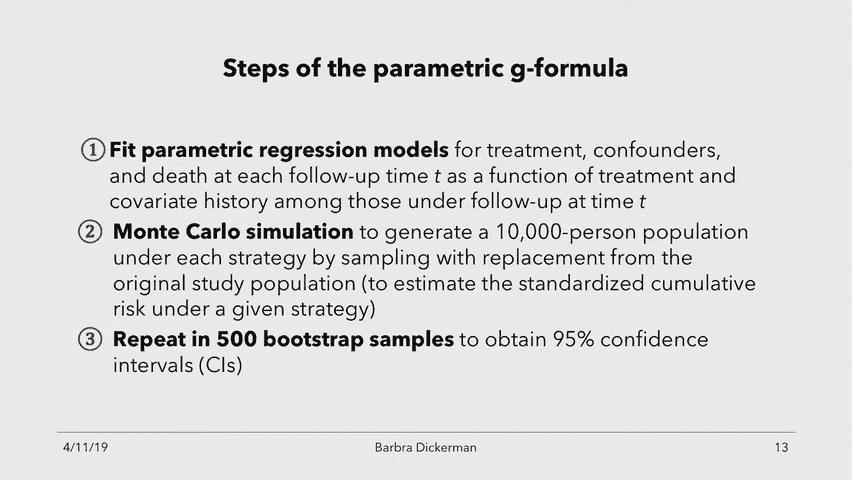 Steps of the parametric g-formula
① Fit parametric regression models for treatment, confounders,
and death at each follow-up time t as a function of treatment and
covariate history among those under follow-up at time t
② Monte Carlo simulation to generate a 10,000-person population
under each strategy by sampling with replacement from the
original study population (to estimate the standardized cumulative
risk under a given strategy)
③ Repeat in 500 bootstrap samples to obtain 95% confidence
intervals (CIs)
4/11/19
Barbra Dickerman
13